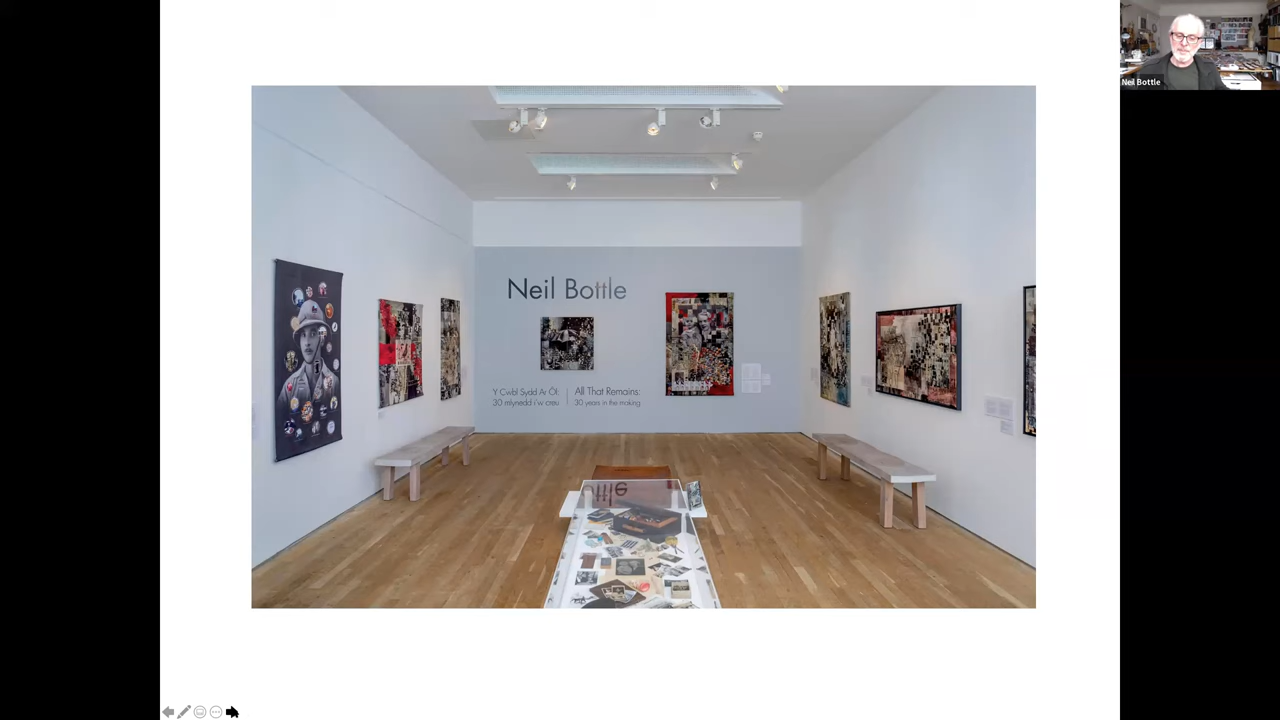 Neil Bottle
Neil Bottle
Y Cwbl Sydd Ar Ôl:
30 mlynedd i'w creu
All That Remains:
30 years in the making